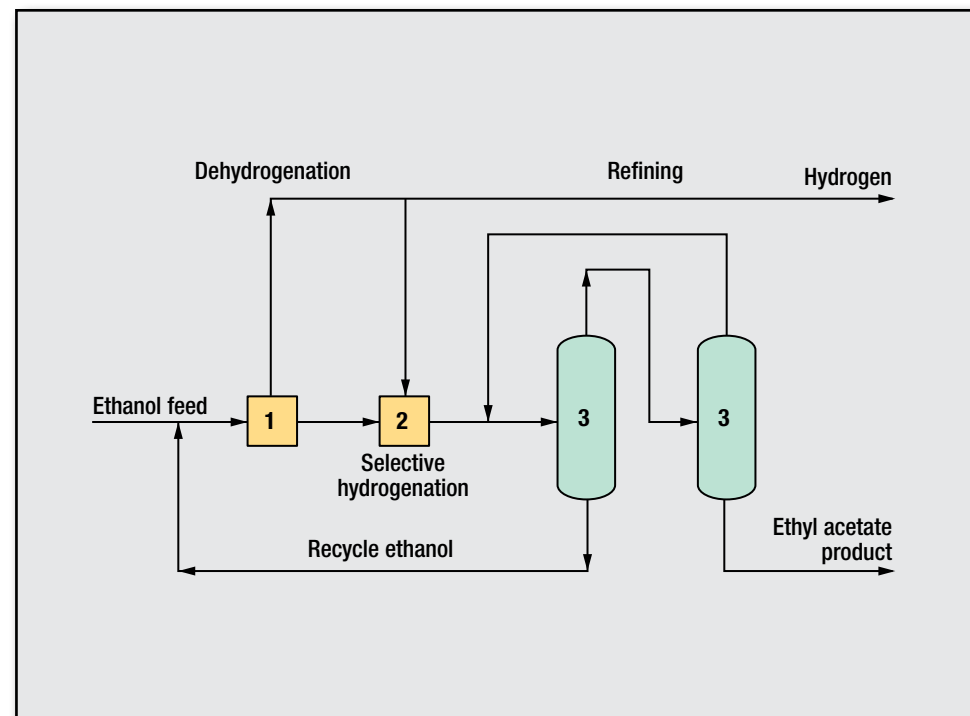 Dehydrogenation
Refining
Hydrogen
Ethanol feed
1
2
3
3
Selective
hydrogenation
Recycle ethanol
Ethyl acetate
product